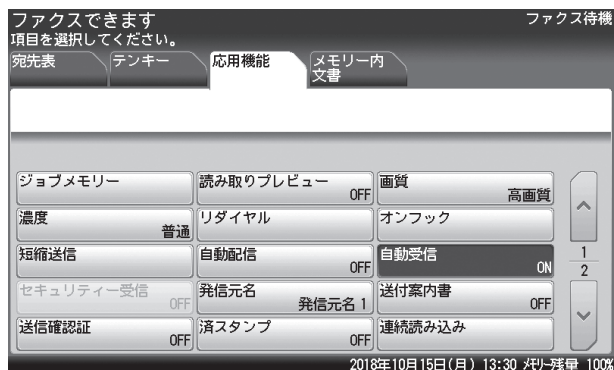 ファクスできます
ファクス待機
項目を選択してください。
宛先表
テンキー
応用機能
メモリー内
文書
ジョブメモリー
読み取りプレビュー
OFF
画質
高画質
濃度
普通
リダイヤル
オンフック
短縮送信
自動配信
OFF
自動受信
ON
1
2
セキュリティー受信
OFF
発信元名
発信元名 1
送付案内書
OFF
送信確認証
OFF
済スタンプ
OFF
連続読み込み
2018年10月15日(月) 13:30 メモリー残量 100%